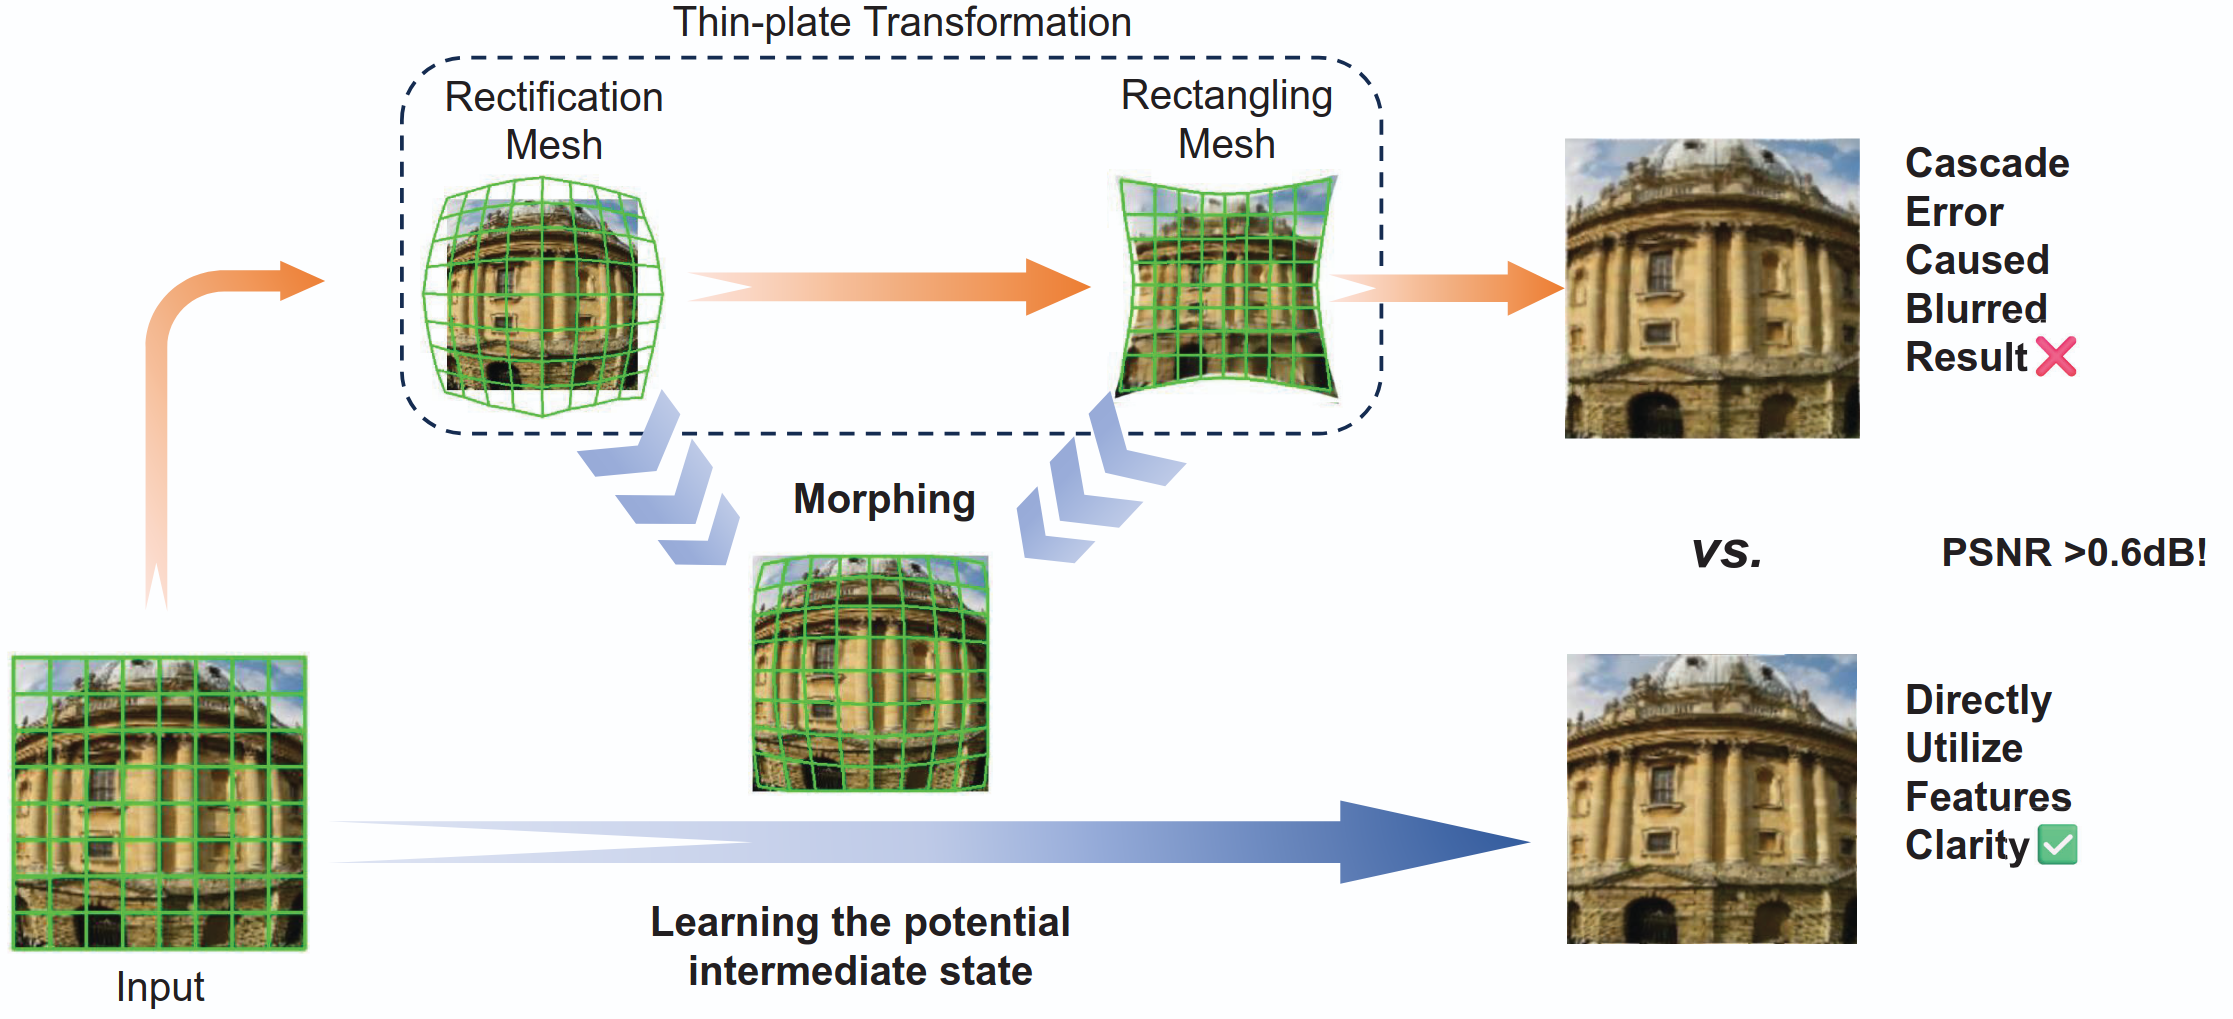 Thin-plate Transformation
Rectification
Mesh
Rectangling
Mesh
Cascade
Error
Caused
Blurred
Result
Morphing
vs.
PSNR >0.6dB!
Directly
Utilize
Features
Clarity
Learning the potential
intermediate state
Input